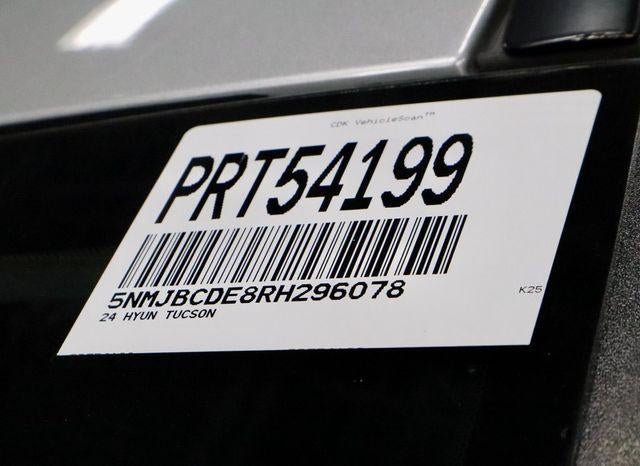 CDK VehicleScan™
PRT54199
5NMJBCDE8RH296078
24 HYUN TUCSON
K25